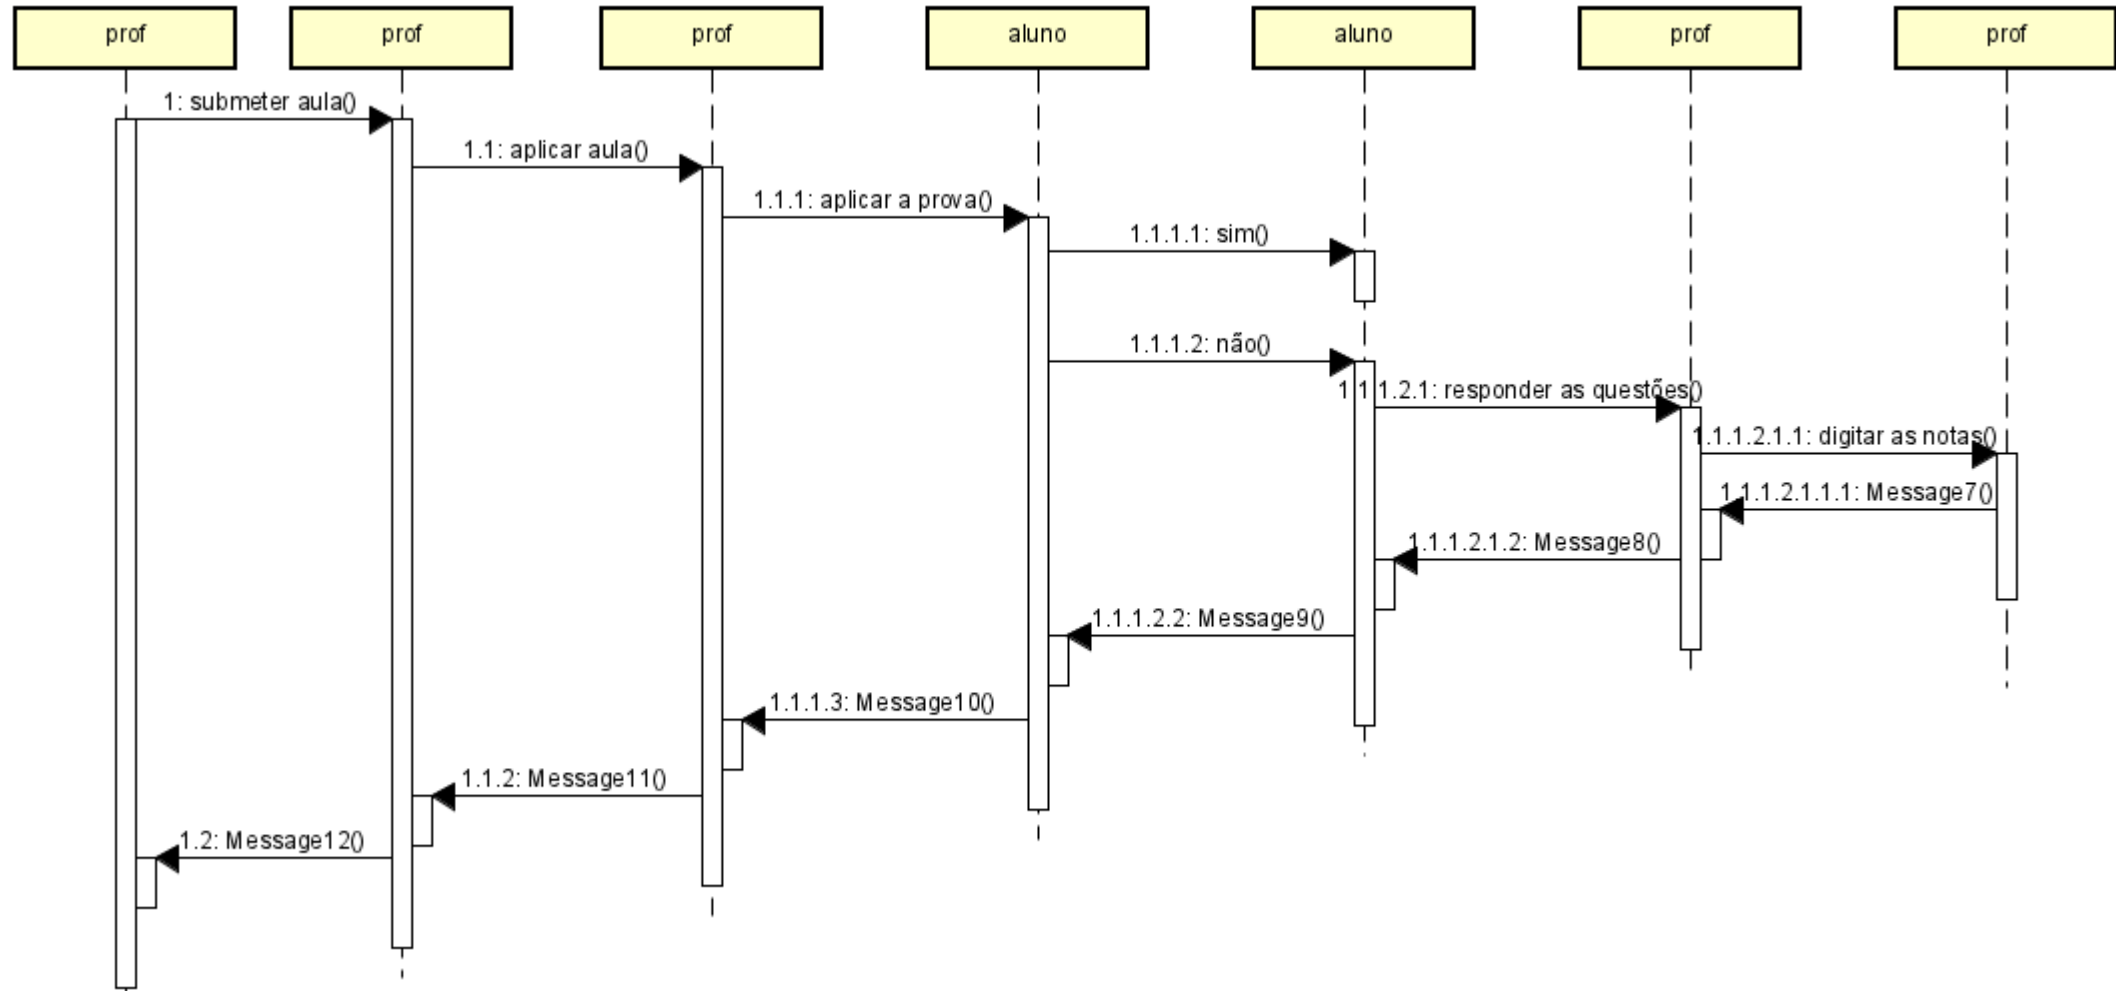 prof
prof
prof
aluno
aluno
prof
prof
1: submeter aula()
1.1: aplicar aula()
1.1.1: aplicar a prova()
1.1.1.1: sim()
1.1.1.2: não()
1.1.1.2.1: responder as questões()
1.1.1.2.1.1: digitar as notas()
1.1.1.2.1.1.1: Message7()
1.1.1.2.1.2: Message8()
1.1.1.2.2: Message9()
1.1.1.3: Message10()
1.1.2: Message11()
1.2: Message12()